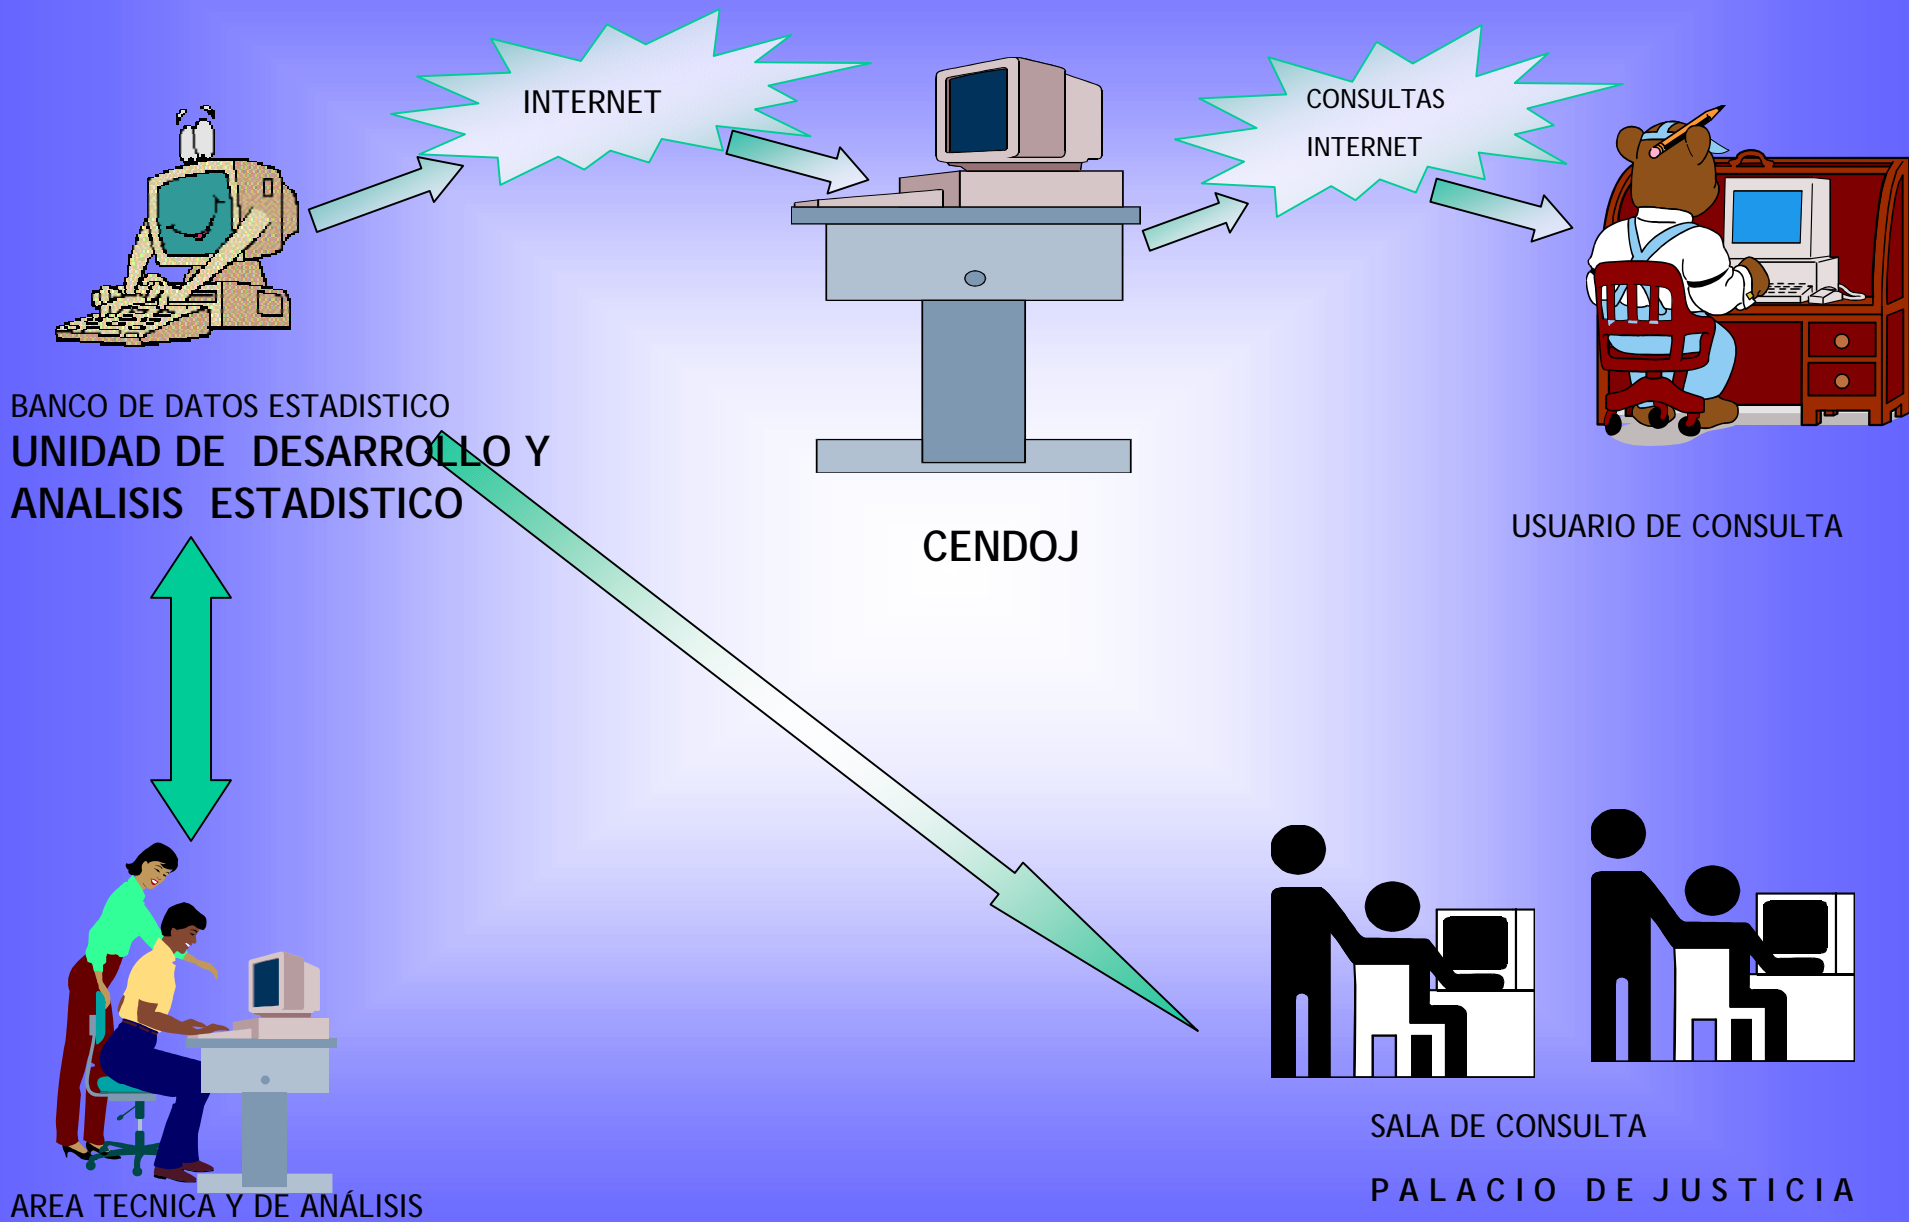 INTERNET
CONSULTAS
INTERNET
BANCO DE DATOS ESTADISTICO
UNIDAD DE DESARROLLO Y
ANALISIS ESTADISTICO
CENDOJ
USUARIO DE CONSULTA
SALA DE CONSULTA
PALACIO DE JUSTICIA
AREA TECNICA Y DE ANÁLISIS